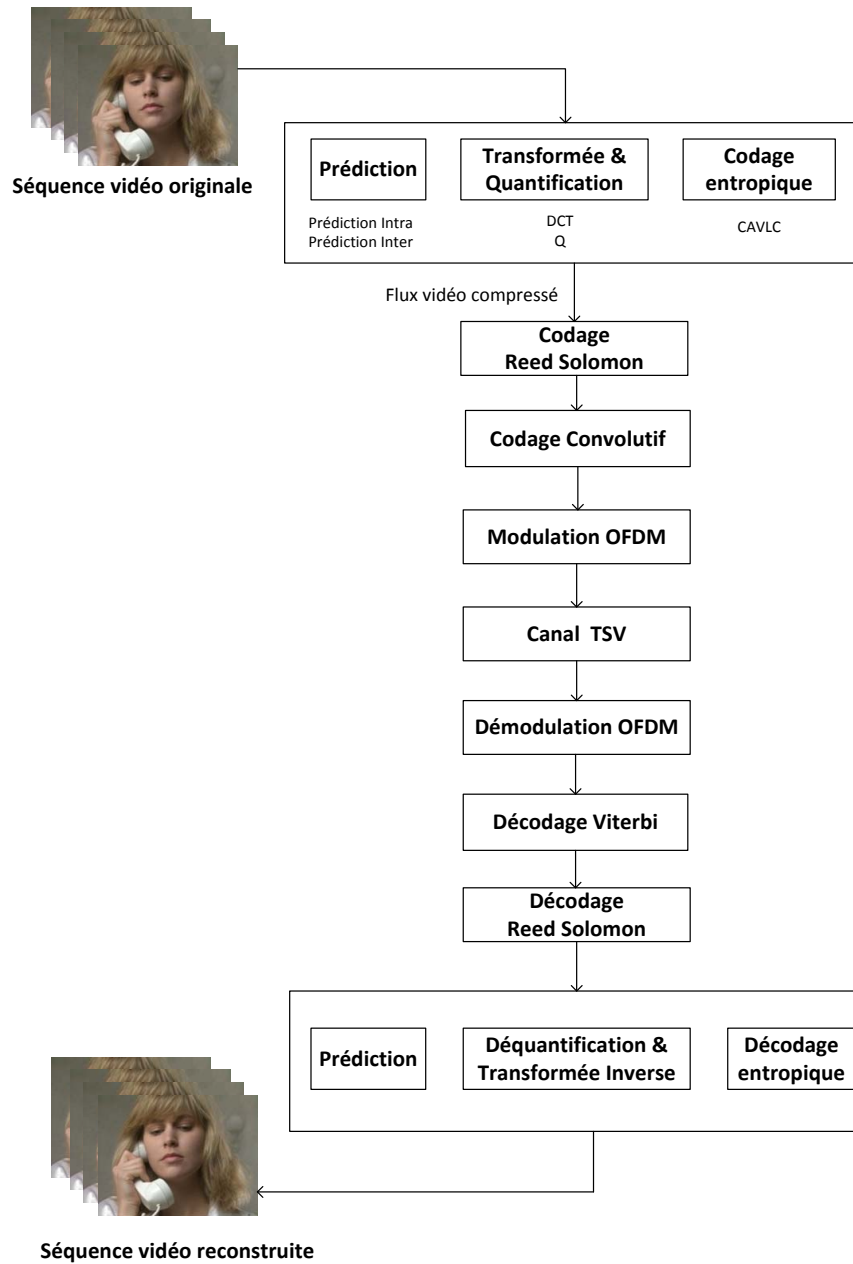 Séquence vidéo originale
Prédiction
Transformée &
Quantification
Codage
entropique
Prédiction Intra
Prédiction Inter
DCT
Q
CAVLC
Flux vidéo compressé
Codage
Reed Solomon
Codage Convolutif
Modulation OFDM
Canal TSV
Démodulation OFDM
Décodage Viterbi
Décodage
Reed Solomon
Prédiction
Déquantification &
Transformée Inverse
Décodage
entropique
Séquence vidéo reconstruite